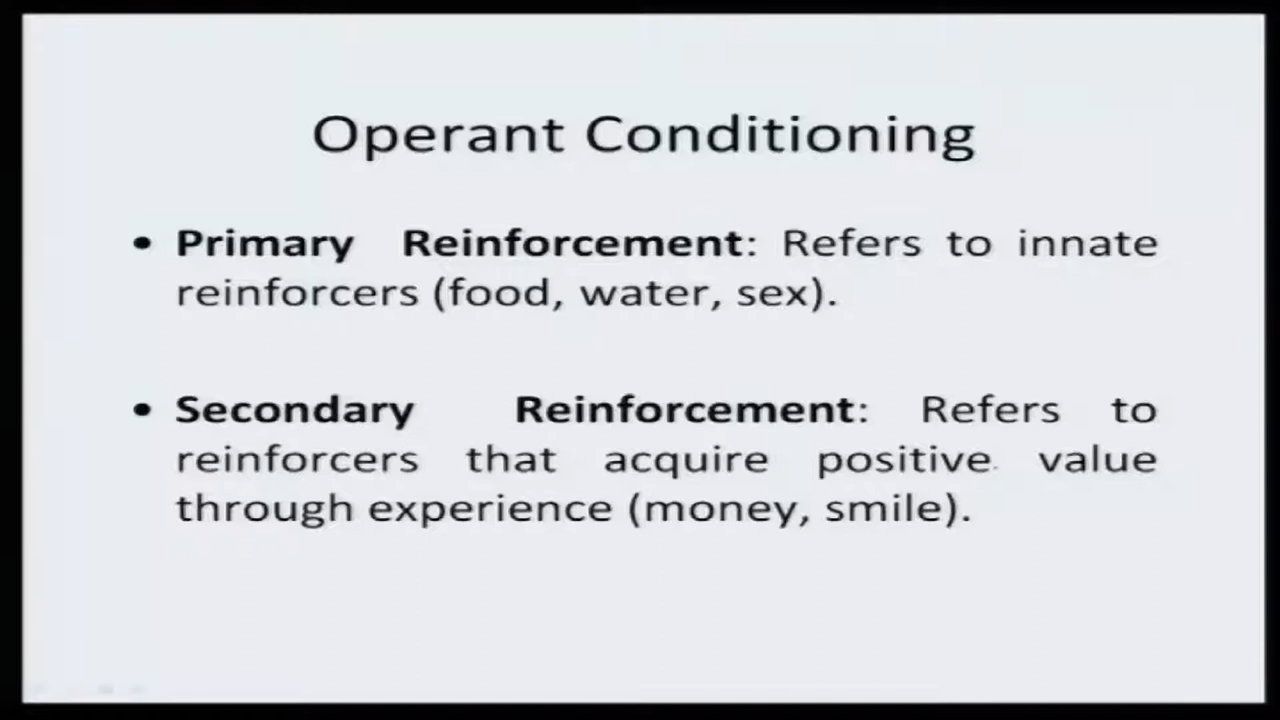 Operant Conditioning
• Primary Reinforcement: Refers to innate
reinforcers (food, water, sex).
• Secondary Reinforcement: Refers to
reinforcers that acquire positive value
through experience (money, smile).